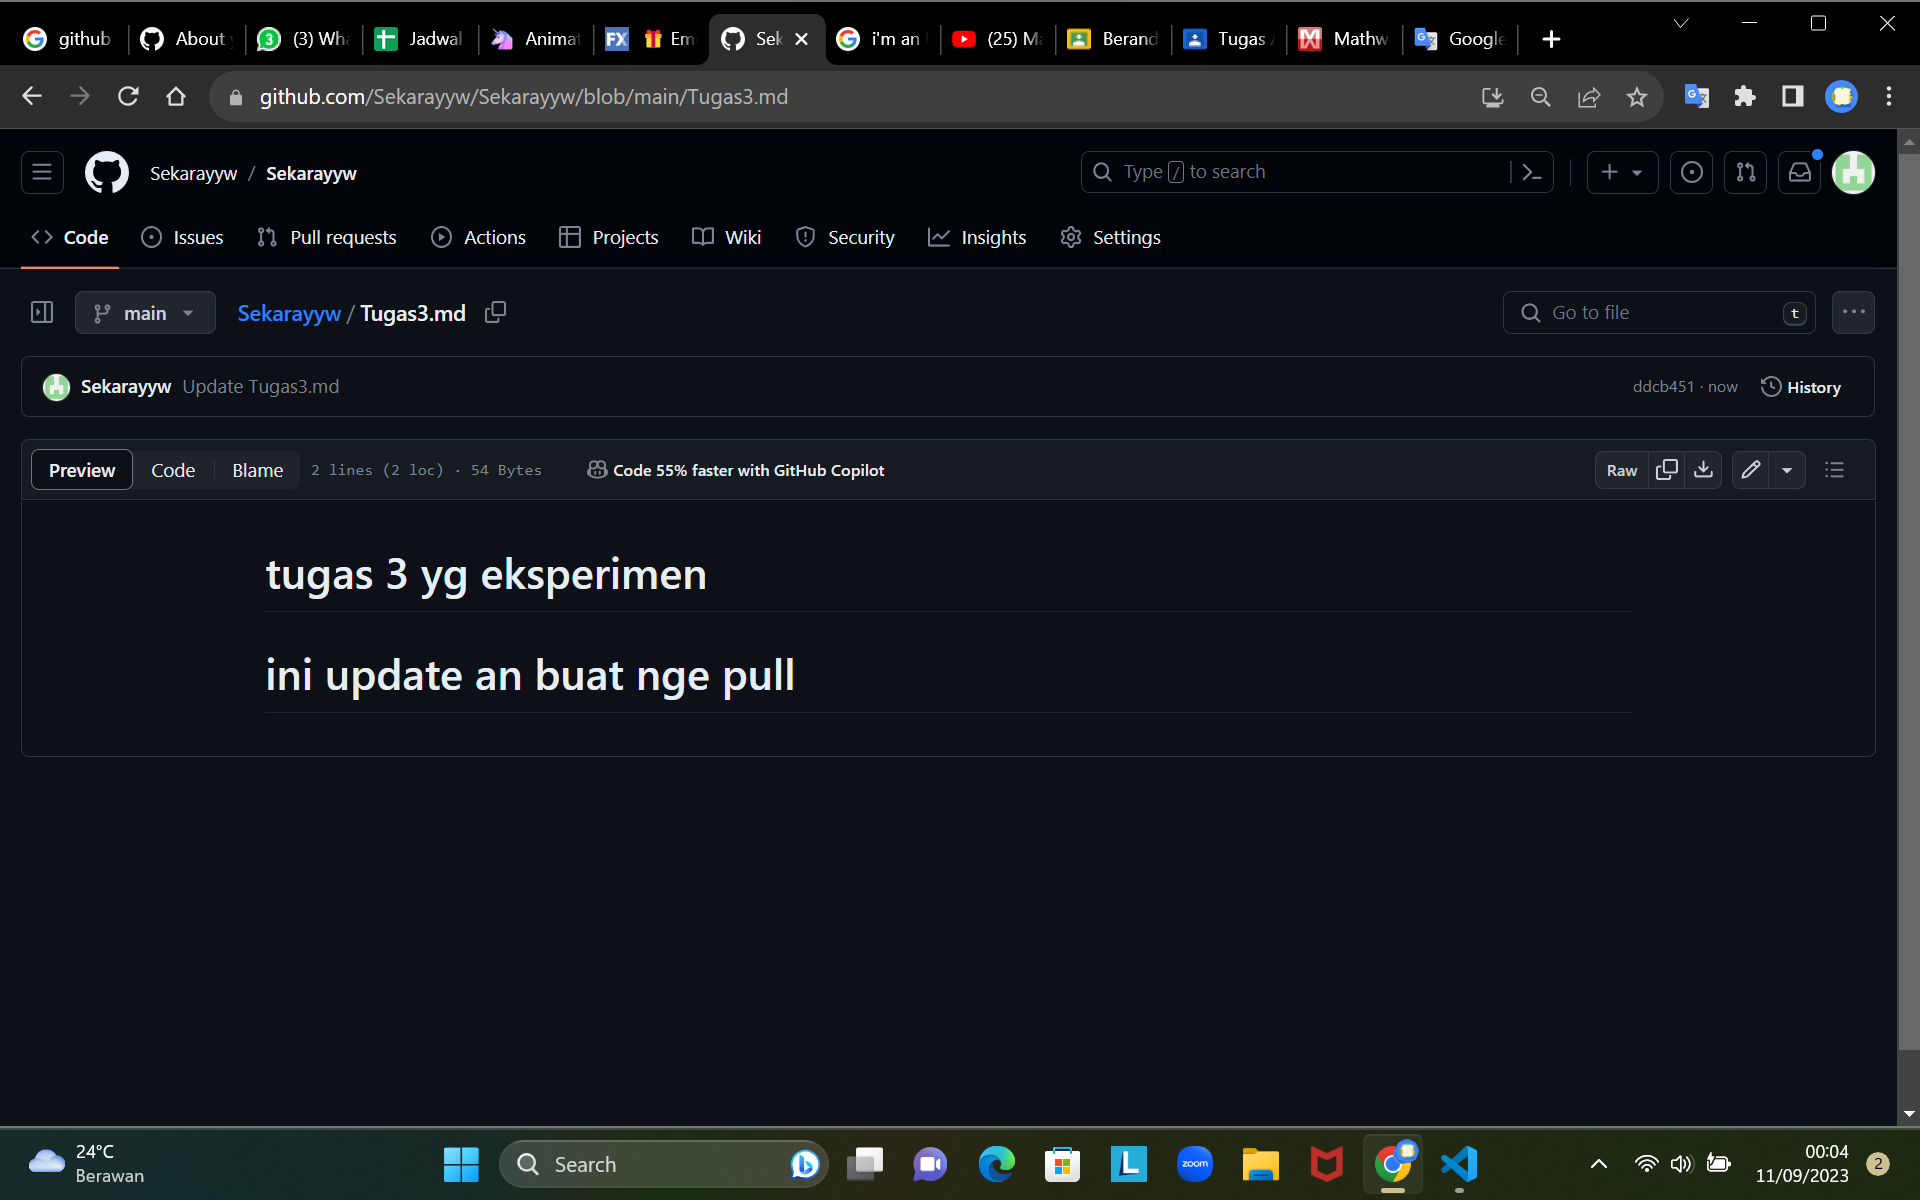 github
About
(3) Wha
Jadwal
Animat
FX
Em
Sek
i'm an
(25) Ma
Berand
Tugas
Mathw
Google
github.com/Sekarayyw/Sekarayyw/blob/main/Tugas3.md
Sekarayyw / Sekarayyw
Type / to search
Code
Issues
Pull requests
Actions
Projects
Wiki
Security
Insights
Settings
main
Sekarayyw / Tugas3.md
Go to file
t
Sekarayyw Update Tugas3.md
ddcb451 · now
History
Preview
Code
Blame
2 lines (2 loc) · 54 Bytes
Code 55% faster with GitHub Copilot
Raw
tugas 3 yg eksperimen
ini update an buat nge pull
24°C
Berawan
Search
L
zoom
00:04
11/09/2023
2